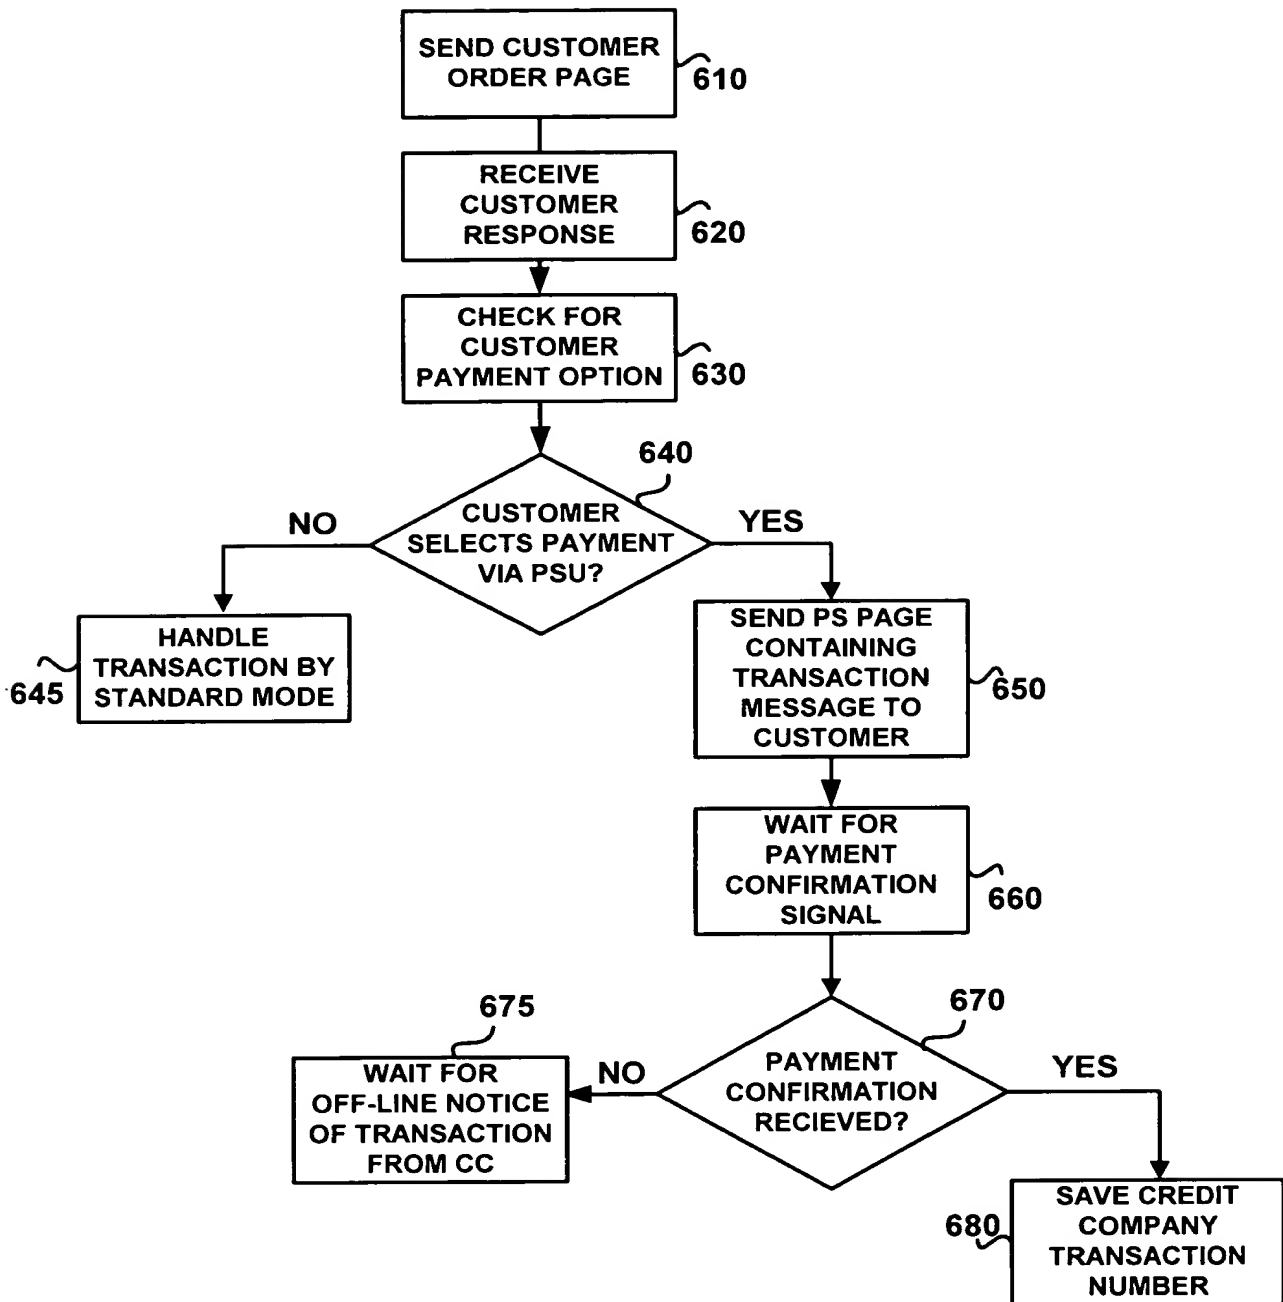 SEND CUSTOMER
ORDER PAGE
610
RECEIVE
CUSTOMER
RESPONSE
620
CHECK FOR
CUSTOMER
PAYMENT OPTION
630
640
CUSTOMER
SELECTS PAYMENT
VIA PSU?
NO
YES
HANDLE
TRANSACTION BY
STANDARD MODE
645
SEND PS PAGE
CONTAINING
TRANSACTION
MESSAGE TO
CUSTOMER
650
WAIT FOR
PAYMENT
CONFIRMATION
SIGNAL
660
670
PAYMENT
CONFIRMATION
RECIEVED?
NO
YES
675
WAIT FOR
OFF-LINE NOTICE
OF TRANSACTION
FROM CC
680
SAVE CREDIT
COMPANY
TRANSACTION
NUMBER